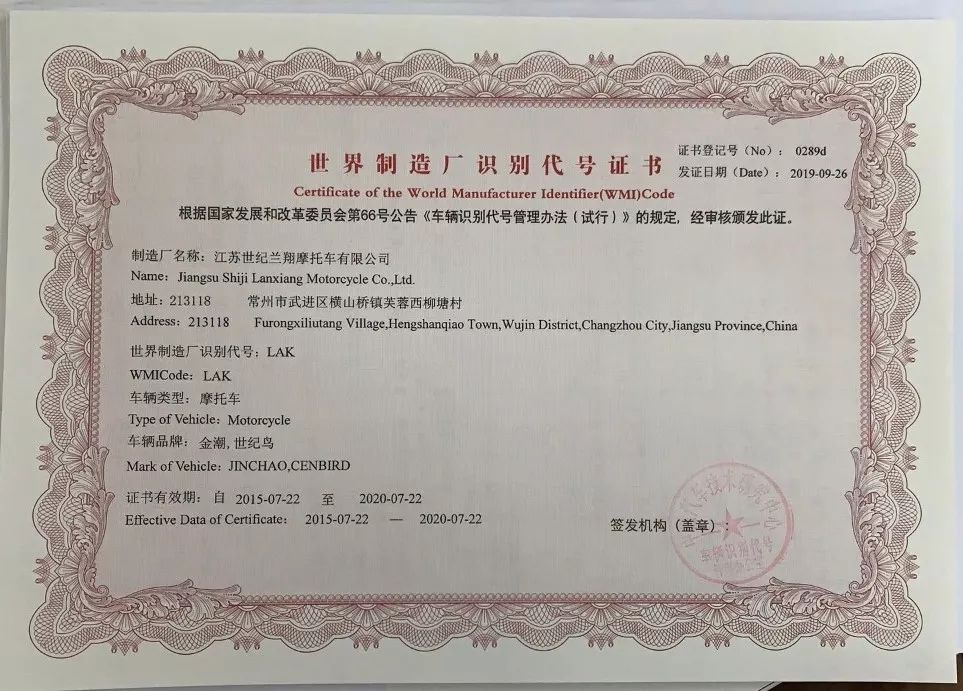 世界制造厂识别代号证书
证书登记号（No）： 0289d
发证日期（Date）： 2019-09-26
Certificate of the World Manufacturer Identifier(WMI)Code
根据国家发展和改革委员会第66号公告《车辆识别代号管理办法（试行）》的规定，经审核颁发此证。
制造厂名称：江苏世纪兰翔摩托车有限公司
Name：Jiangsu Shiji Lanxiang Motorcycle Co.,Ltd.
地址：213118 常州市武进区横山桥镇芙蓉西柳塘村
Address：213118 Furongxiliutang Village,Hengshanqiao Town,Wujin District,Changzhou City,Jiangsu Province,China
世界制造厂识别代号：LAK
WMICode：LAK
车辆类型：摩托车
Type of Vehicle：Motorcycle
车辆品牌：金潮,世纪鸟
Mark of Vehicle：JINCHAO,CENBIRD
证书有效期：自 2015-07-22 至 2020-07-22
Effective Data of Certificate： 2015-07-22 — 2020-07-22
签发机构（盖章）：
车辆识别代号